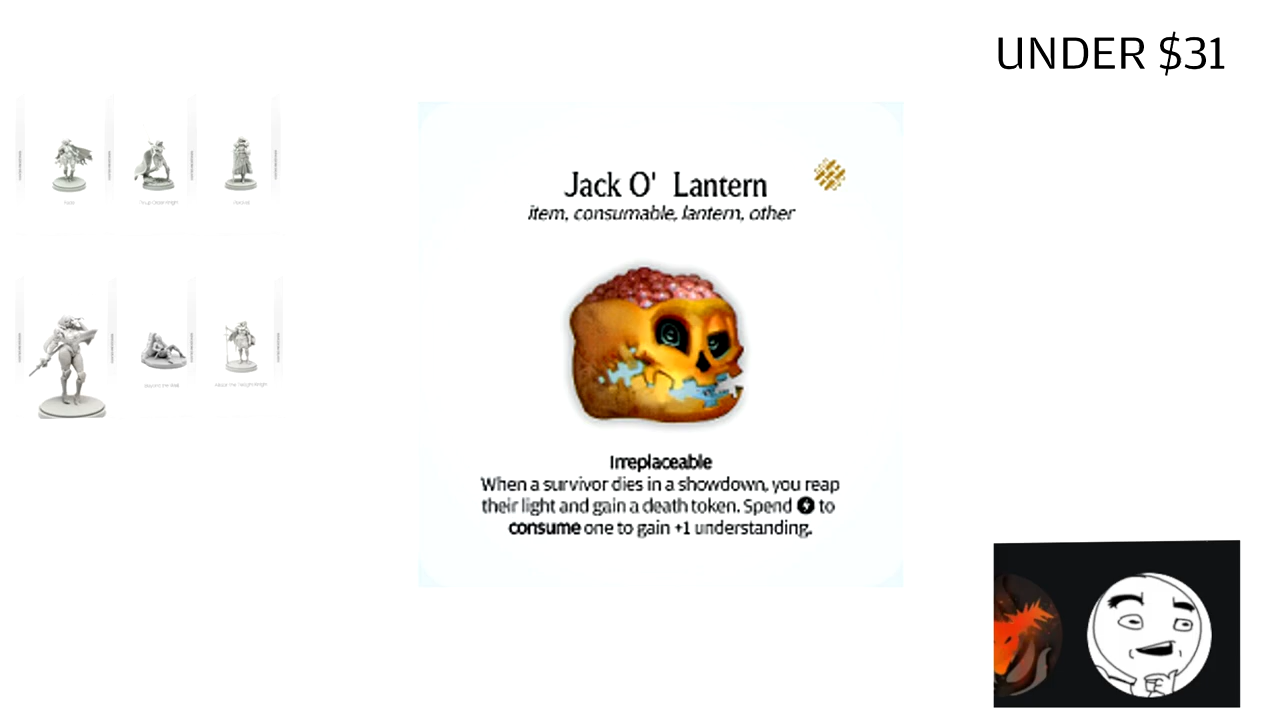 UNDER $31
Jack O' Lantern
item, consumable, lantern, other
Irreplaceable
When a survivor dies in a showdown, you reap
their light and gain a death token. Spend to
consume one to gain +1 understanding.